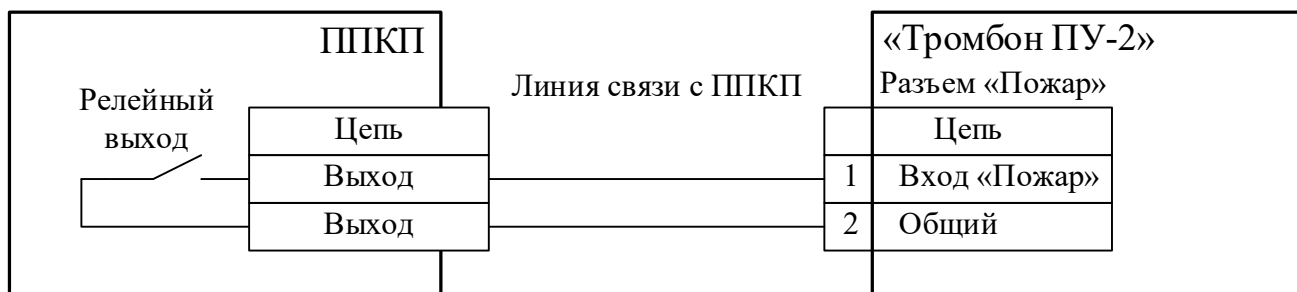 ППКП
Релейный
выход
Цепь
Выход
Выход
Линия связи с ППКП
«Тромбон ПУ-2»
Разъем «Пожар»
Цепь
1 Вход «Пожар»
2 Общий